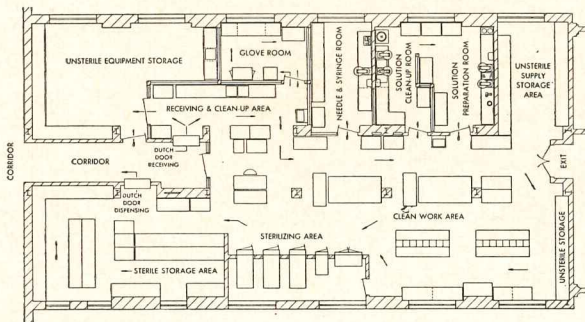 UNSTERILE EQUIPMENT STORAGE
GLOVE ROOM
NEEDLE & SYRINGE ROOM
SOLUTION
CLEAN-UP ROOM
SOLUTION
PREPARATION ROOM
UNSTERILE
SUPPLY
STORAGE
AREA
RECEIVING & CLEAN-UP AREA
CORRIDOR
CORRIDOR
DUTCH
DOOR
RECEIVING
EXIT
DUTCH
DOOR
DISPENSING
CLEAN WORK AREA
STERILIZING AREA
STERILE STORAGE AREA
UNSTERILE STORAGE